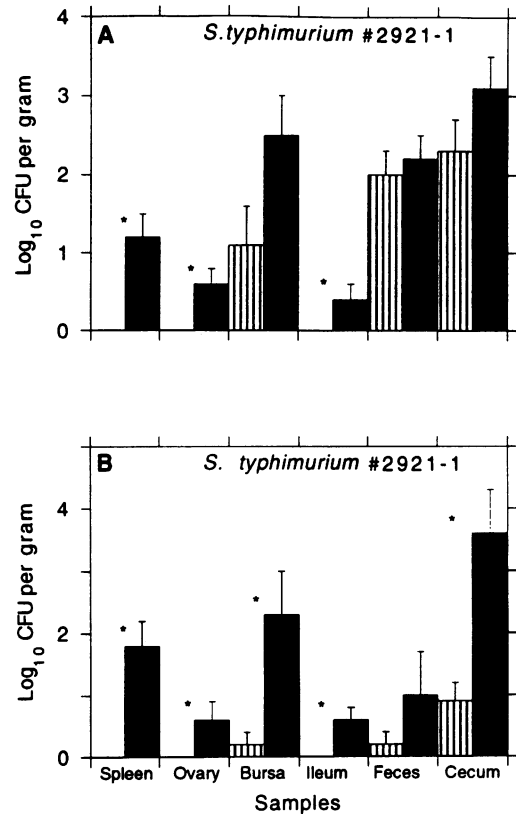 A
S.typhimurium #2921-1
4
3
2
1
0
Log10 CFU per gram
*
*
*
B
S. typhimurium #2921-1
4
2
0
Log10 CFU per gram
*
*
*
*
*
Spleen Ovary Bursa Ileum Feces Cecum
Samples